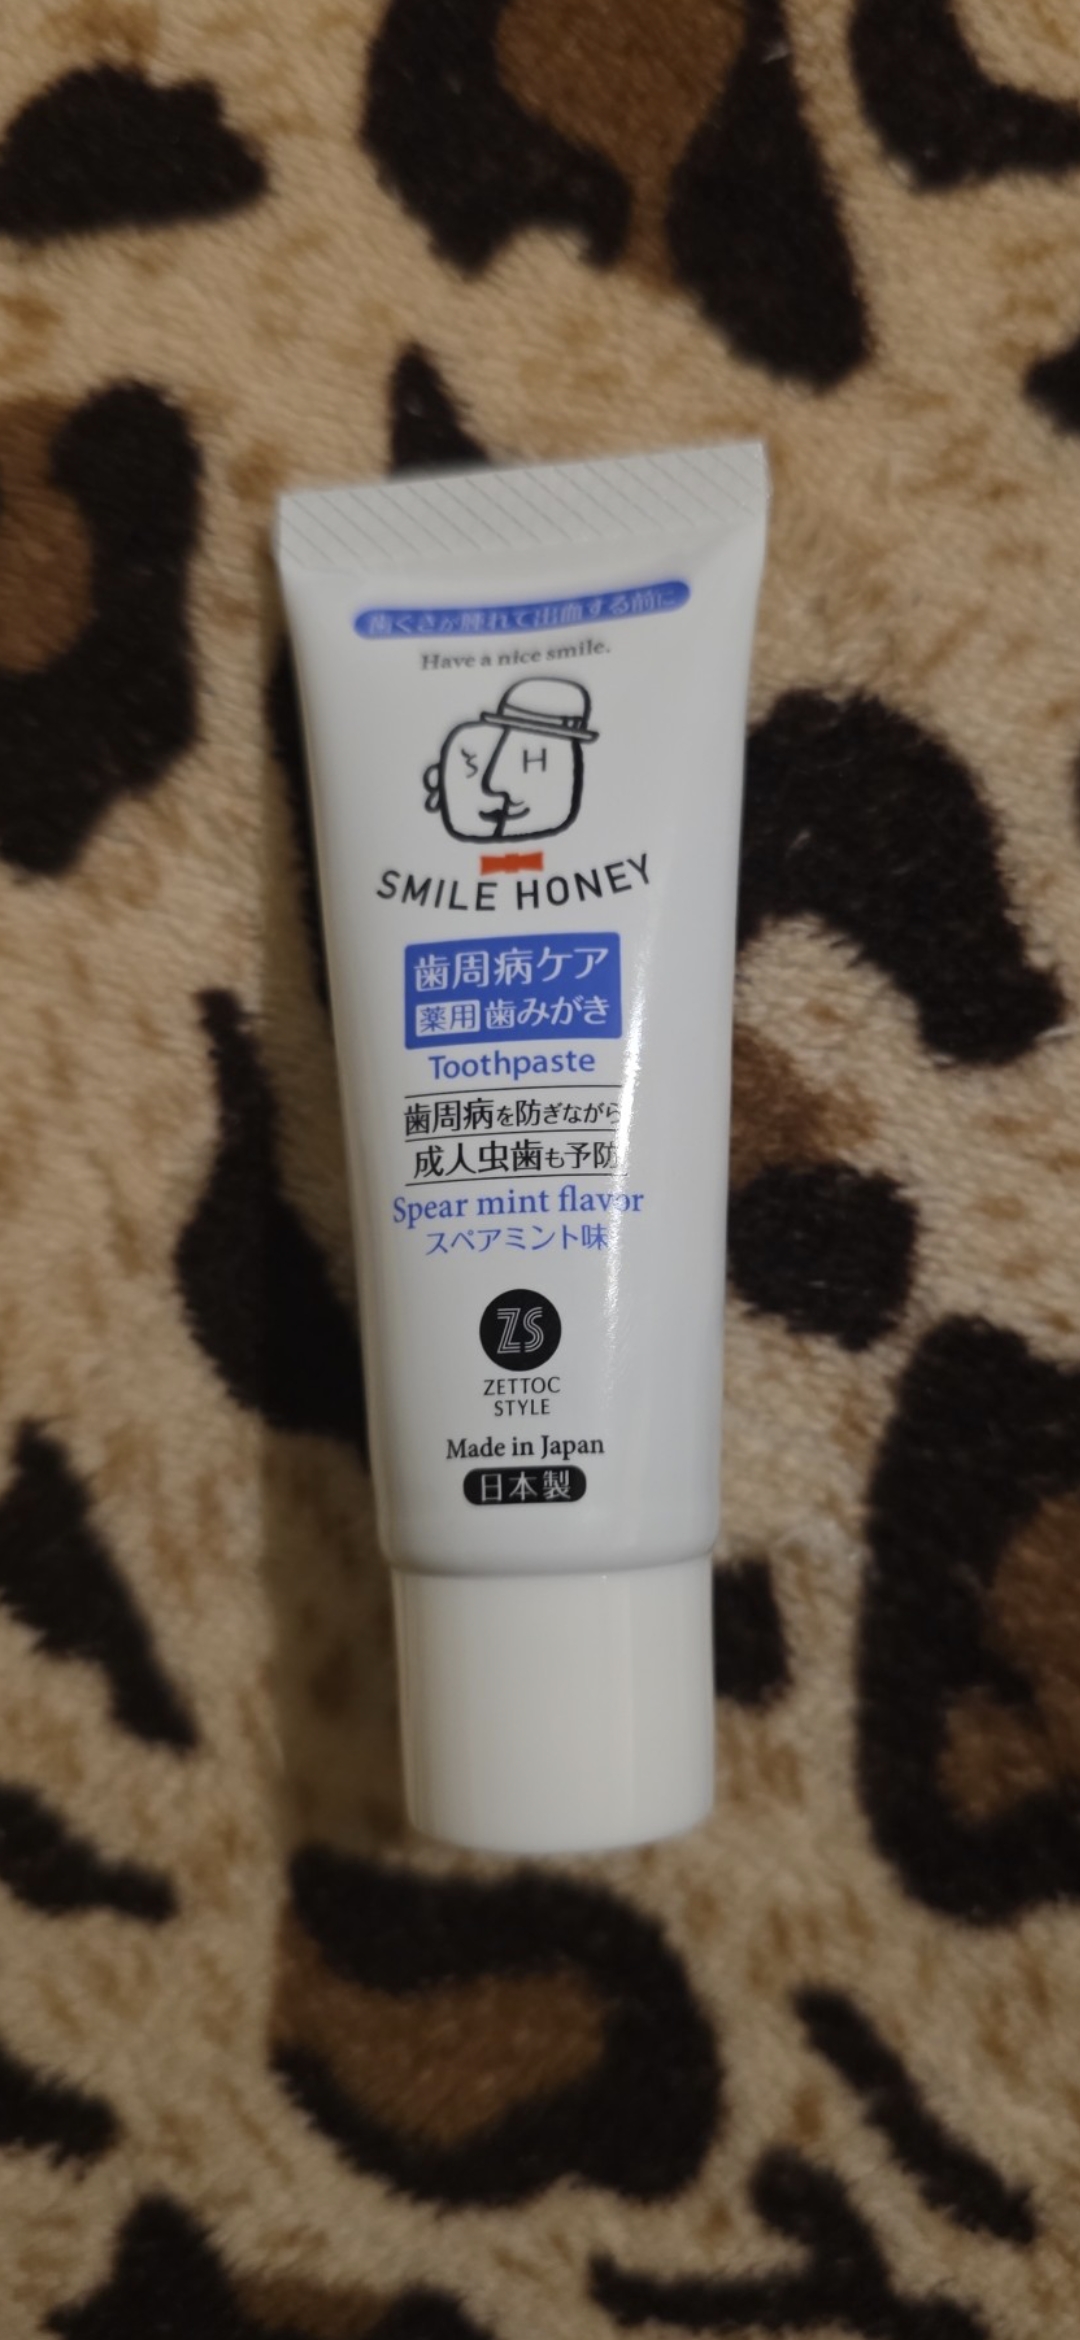 歯ぐきが腫れて出血する前に
Have a nice smile.
S H
SMILE HONEY
歯周病ケア
薬用 歯みがき
Toothpaste
歯周病を防ぎながら
成人虫歯も予防
Spear mint flavor
スペアミント味
ZS
ZETTOC
STYLE
Made in Japan
日本製